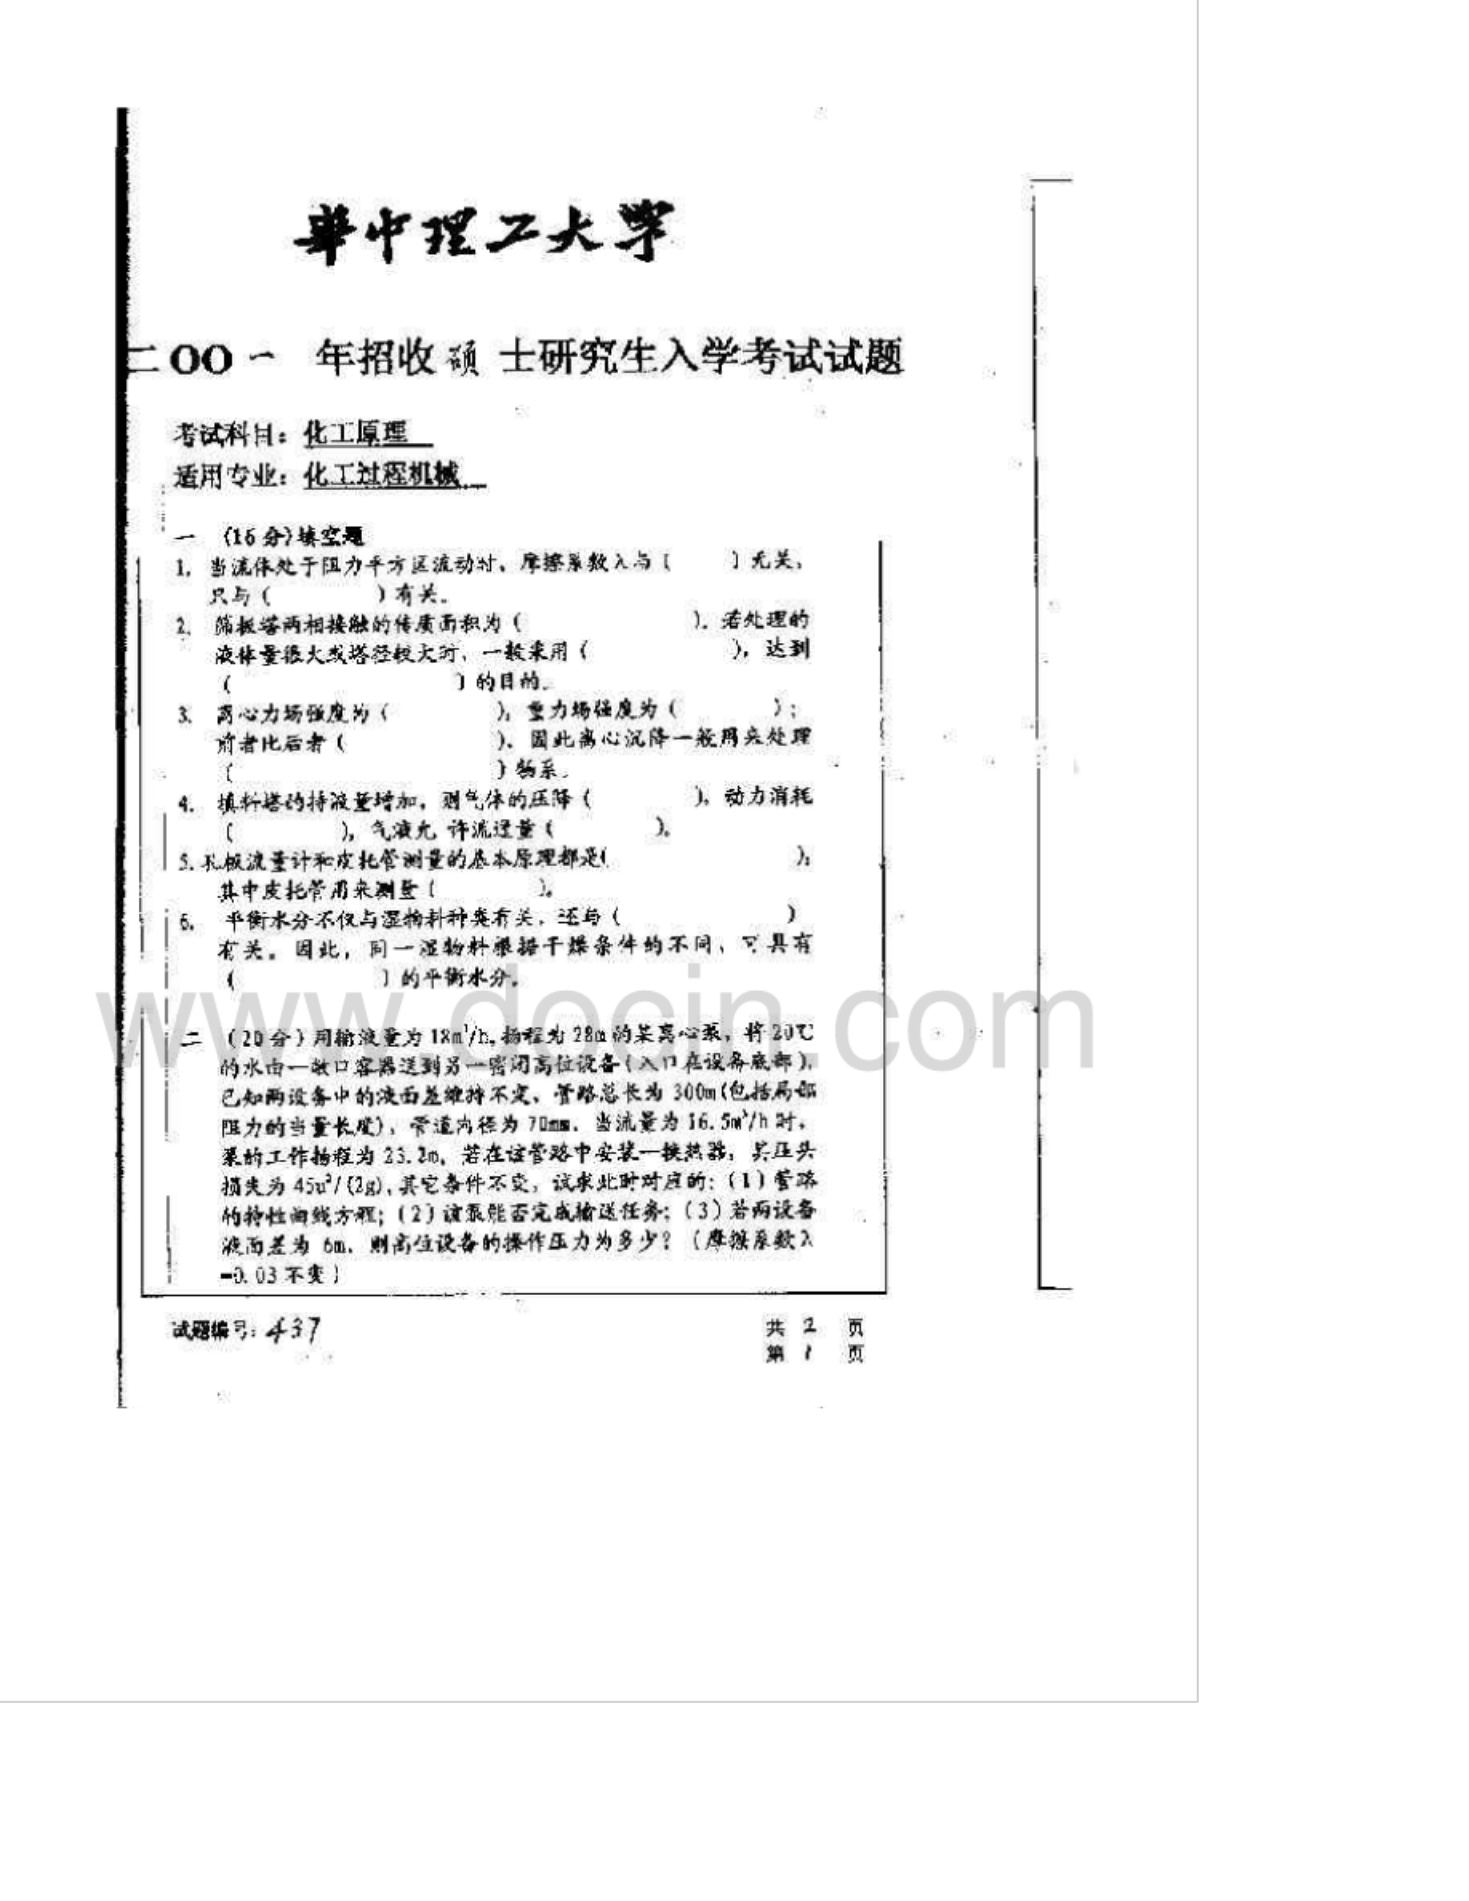 華中理工大学
二OO一 年招收硕 士研究生入学考试试题
考试科目：化工原理
适用专业：化工过程机械
一 (16分)填空题
1. 当流体处于阻力平方区流动时、摩擦系数λ与（ ）无关，
只与（ ）有关。
2. 筛板塔两相接触的传质面积为（ ）。若处理的
液体量很大或塔径较大时、一般采用（ ），达到
（ ）的目的。
3. 离心力场强度为（ ），重力场强度为（ ）；
前者比后者（ ）。因此离心沉降一般用来处理
（ ）物系。
4. 填料塔的持液量增加，则气体的压降（ ），动力消耗
（ ），气液允 许流速量（ ）。
5. 孔板流量计和皮托管测量的基本原理都是（ ）；
其中皮托管用来测量（ ）。
6. 平衡水分不仅与湿物料种类有关，还与（ ）
有关。因此，同一湿物料根据干燥条件的不同，可具有
（ ）的平衡水分。
二 （20分）用输液量为18m³/h，扬程为28m的某离心泵，将20℃
的水由一敞口容器送到另一密闭高位设备（入口在设备底部），
已知两设备中的液面差维持不变、管路总长为 300m（包括局部
阻力的当量长度），管道内径为70mm．当流量为16.5m³/h时，
泵的工作扬程为23.2m，若在该管路中安装一换热器，其压头
损失为45u²/(2g)，其它条件不变，试求此时对应的：（1）管路
的特性曲线方程；（2）该泵能否完成输送任务；（3）若两设备
液面差为 6m，则高位设备的操作压力为多少？（摩擦系数λ
=0.03不变）
试题编号：437
共 2 页
第 1 页
www.docin.com